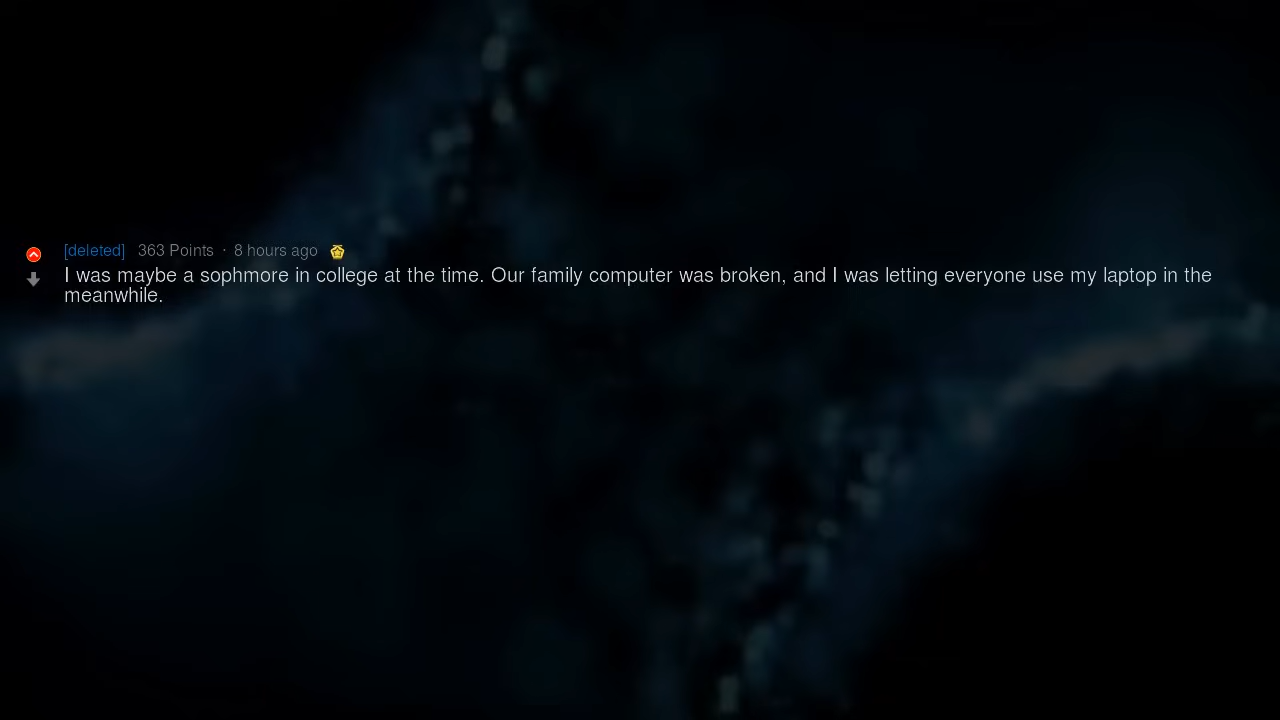 [deleted] 363 Points · 8 hours ago
I was maybe a sophmore in college at the time. Our family computer was broken, and I was letting everyone use my laptop in the
meanwhile.